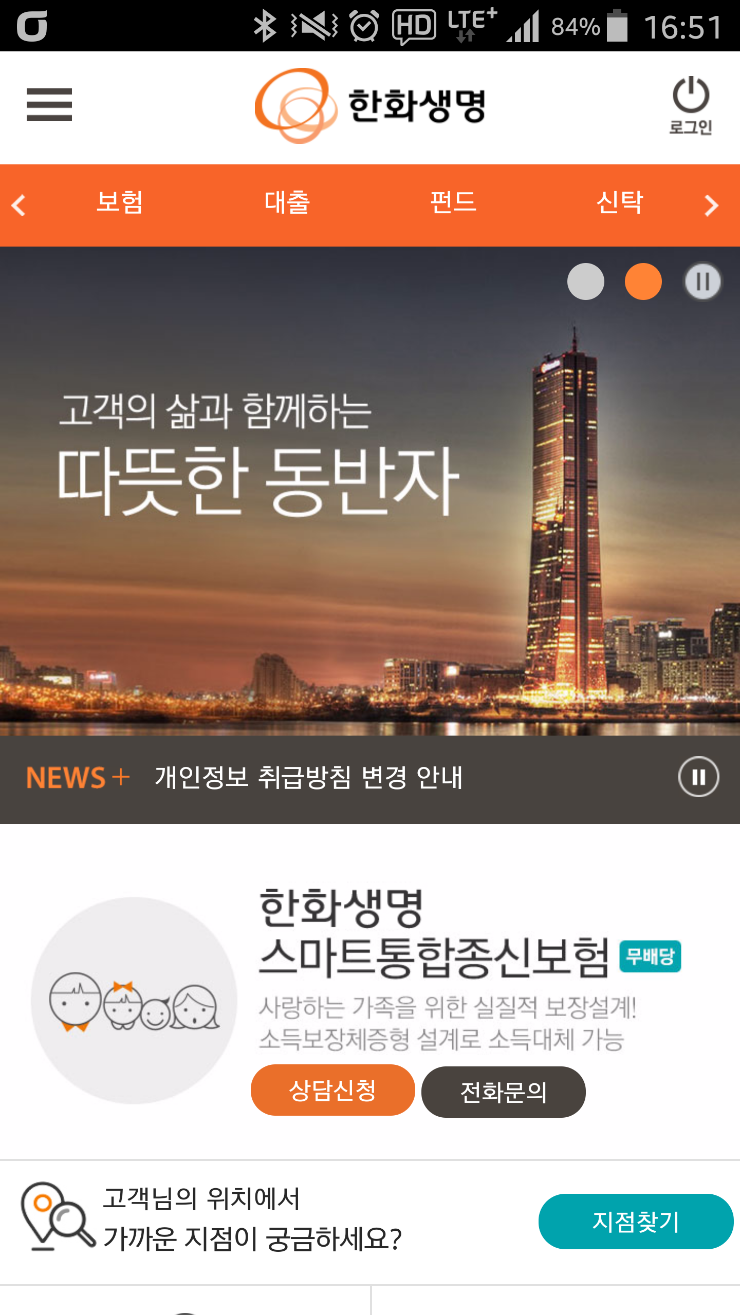 HD LTE+ 84% 16:51
한화생명
로그인
보험 대출 펀드 신탁
고객의 삶과 함께하는
따뜻한 동반자
NEWS+ 개인정보 취급방침 변경 안내
한화생명
스마트통합종신보험 무배당
사랑하는 가족을 위한 실질적 보장설계!
소득보장체증형 설계로 소득대체 가능
상담신청 전화문의
고객님의 위치에서
가까운 지점이 궁금하세요?
지점찾기